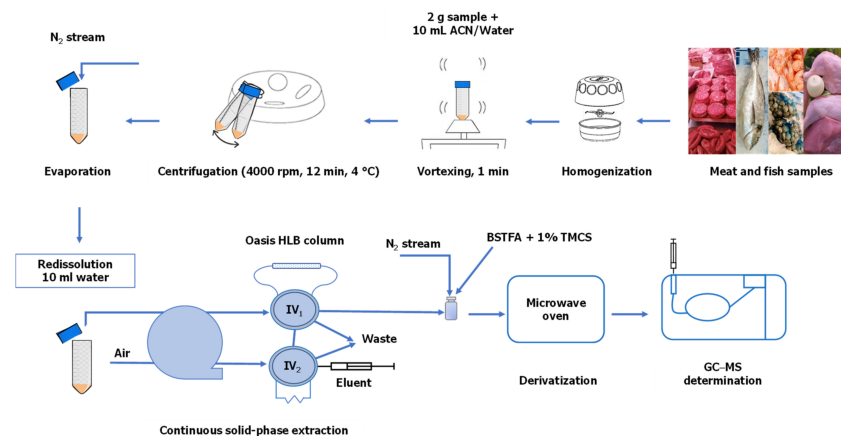 2 g sample +
10 mL ACN/Water
N₂ stream
Evaporation
Centrifugation (4000 rpm, 12 min, 4 °C)
Vortexing, 1 min
Homogenization
Meat and fish samples
Redissolution
10 ml water
Oasis HLB column
N₂ stream
BSTFA + 1% TMCS
IV₁
Microwave
oven
Air
Waste
IV₂
Eluent
Derivatization
GC–MS
determination
Continuous solid-phase extraction